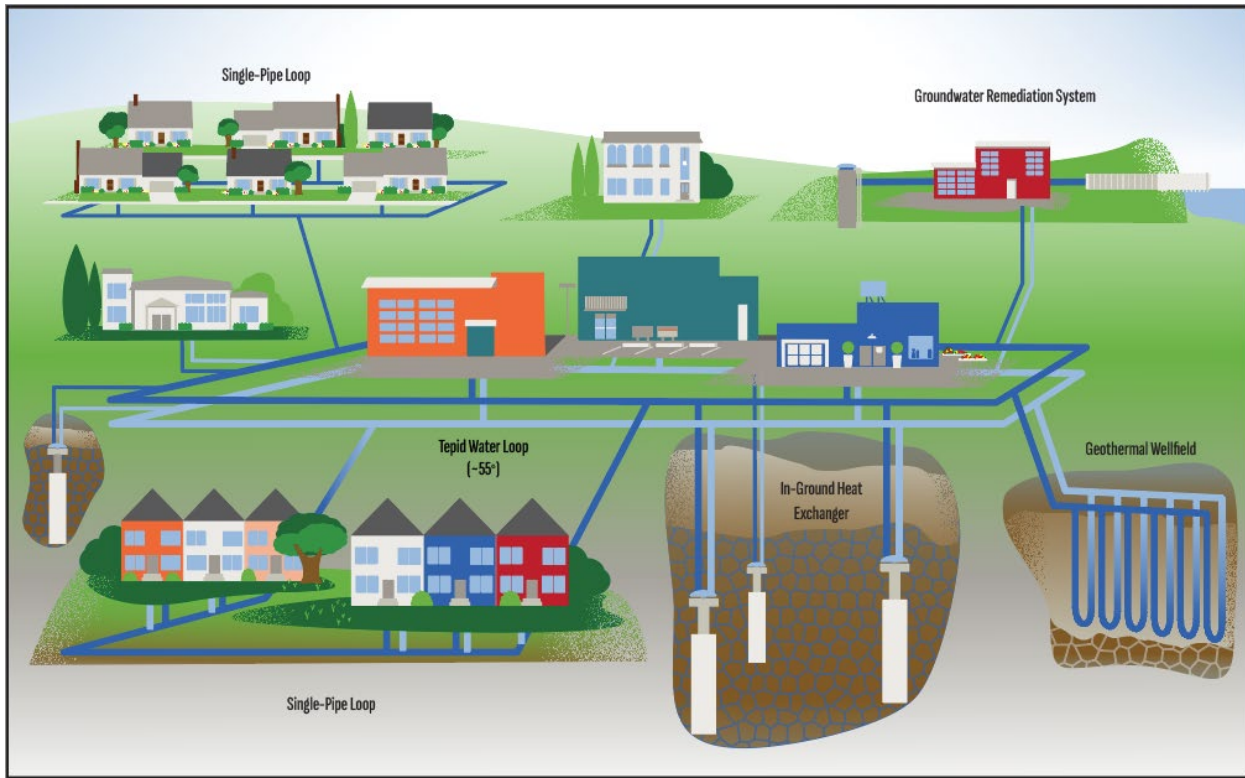 Single-Pipe Loop
Groundwater Remediation System
Tepid Water Loop
(~55°)
In-Ground Heat
Exchanger
Geothermal Wellfield
Single-Pipe Loop